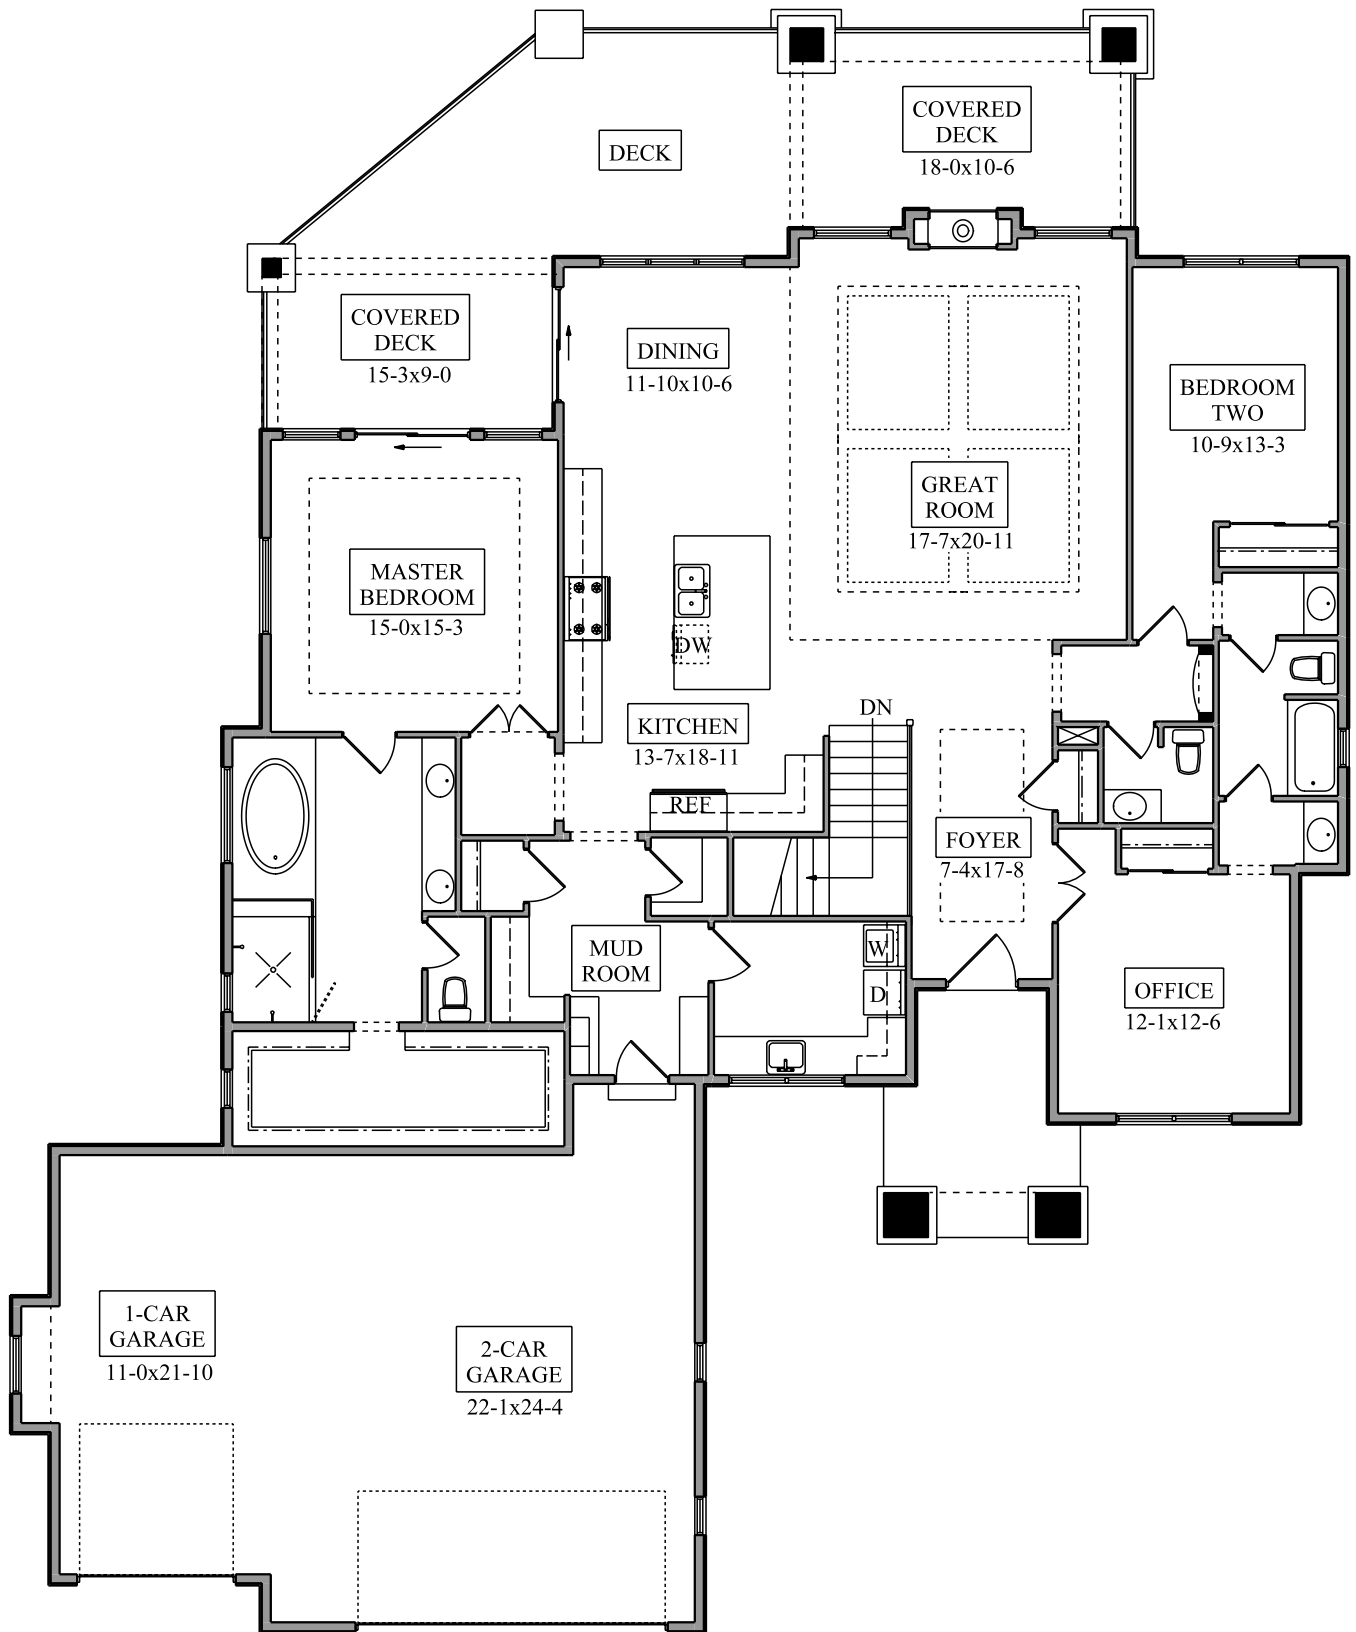 COVERED
DECK
18-0x10-6
DECK
COVERED
DECK
15-3x9-0
DINING
11-10x10-6
BEDROOM
TWO
10-9x13-3
GREAT
ROOM
17-7x20-11
MASTER
BEDROOM
15-0x15-3
DW
KITCHEN
13-7x18-11
DN
REF
FOYER
7-4x17-8
MUD
ROOM
W
D
OFFICE
12-1x12-6
1-CAR
GARAGE
11-0x21-10
2-CAR
GARAGE
22-1x24-4